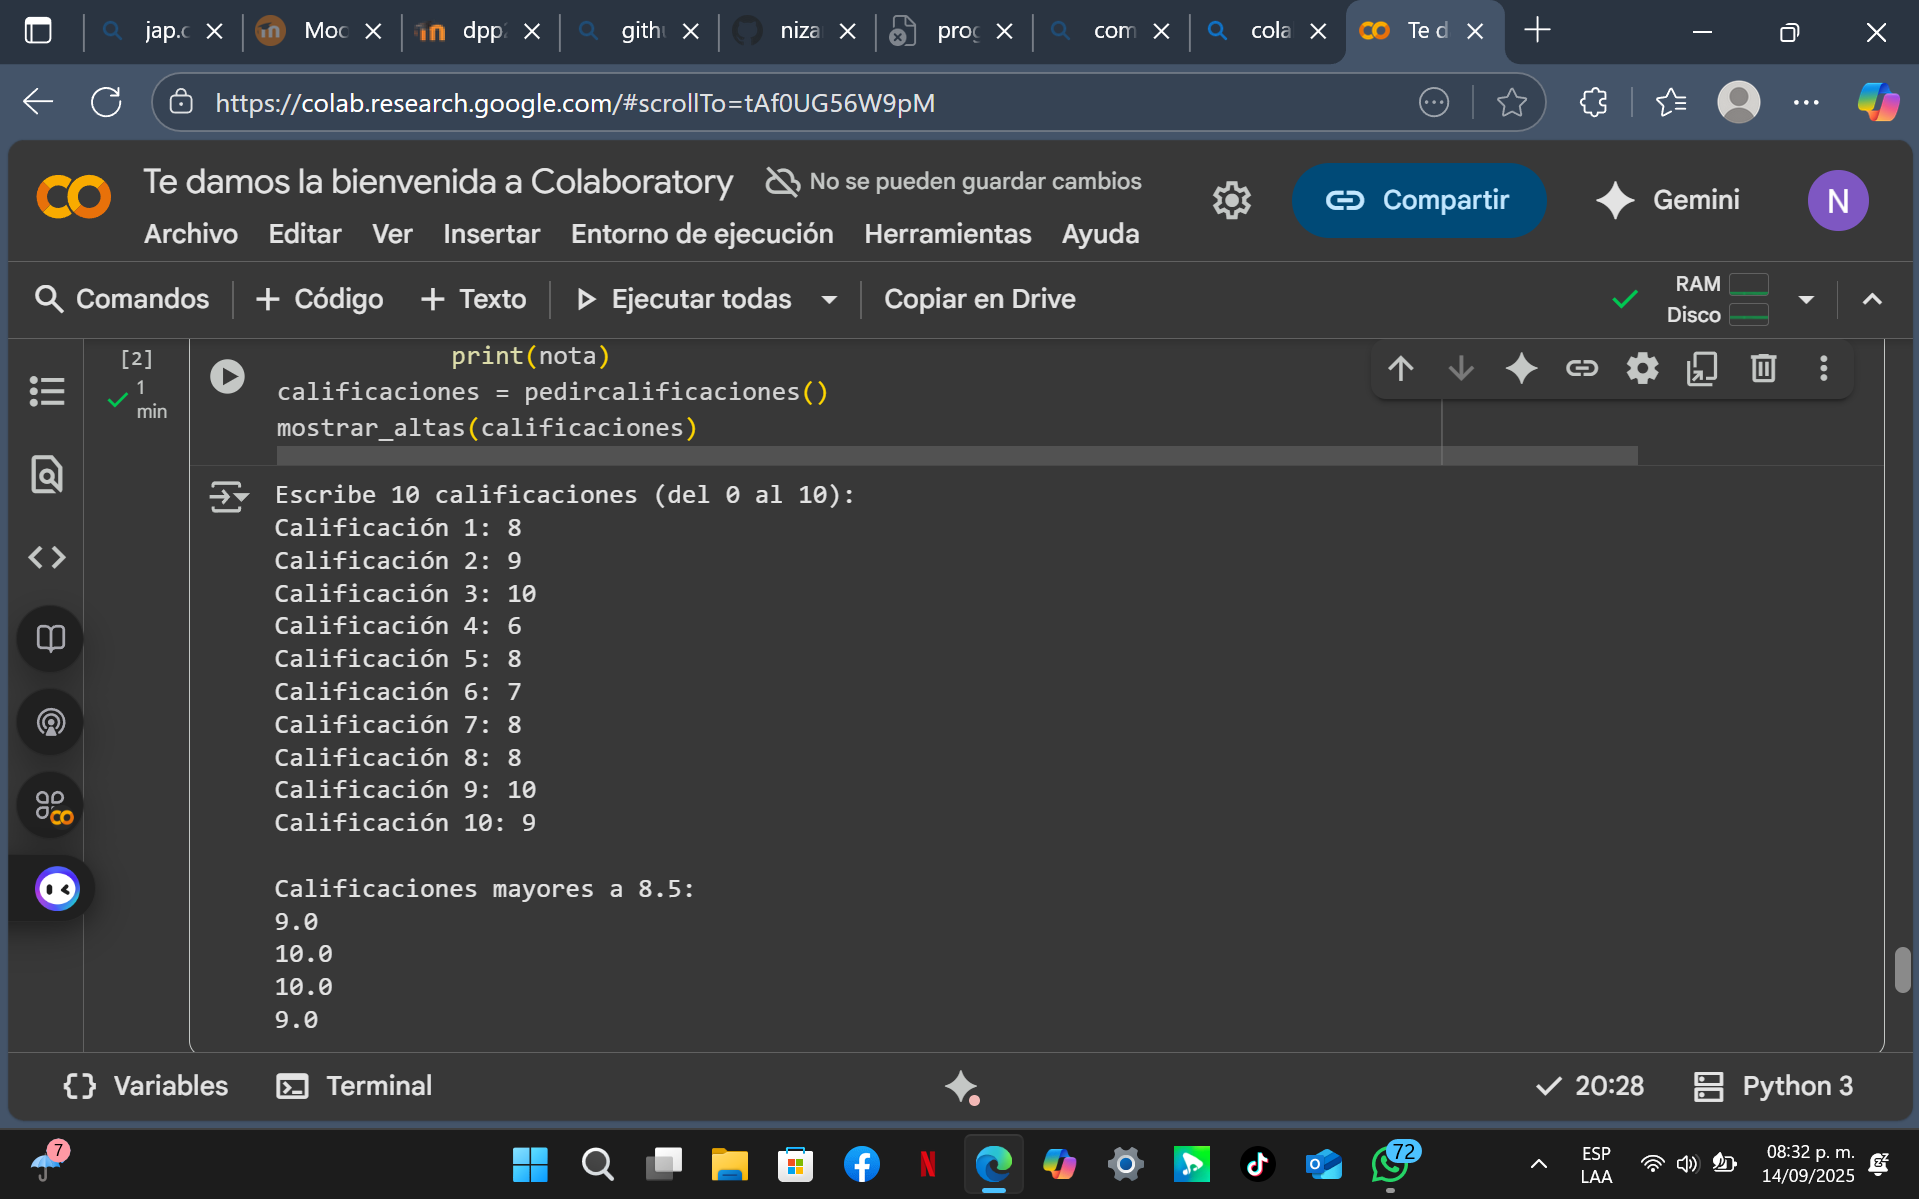 jap.c
Moo
dpp2
gith
niza
prog
com
cola
Te d
https://colab.research.google.com/#scrollTo=tAf0UG56W9pM
Te damos la bienvenida a Colaboratory
No se pueden guardar cambios
Compartir
Gemini
N
Archivo Editar Ver Insertar Entorno de ejecución Herramientas Ayuda
Comandos
+ Código
+ Texto
Ejecutar todas
Copiar en Drive
RAM
Disco
[2]
1
min
print(nota)
calificaciones = pedircalificaciones()
mostrar_altas(calificaciones)
Escribe 10 calificaciones (del 0 al 10):
Calificación 1: 8
Calificación 2: 9
Calificación 3: 10
Calificación 4: 6
Calificación 5: 8
Calificación 6: 7
Calificación 7: 8
Calificación 8: 8
Calificación 9: 10
Calificación 10: 9
Calificaciones mayores a 8.5:
9.0
10.0
10.0
9.0
Variables
Terminal
20:28
Python 3
7
72
ESP
LAA
08:32 p. m.
14/09/2025